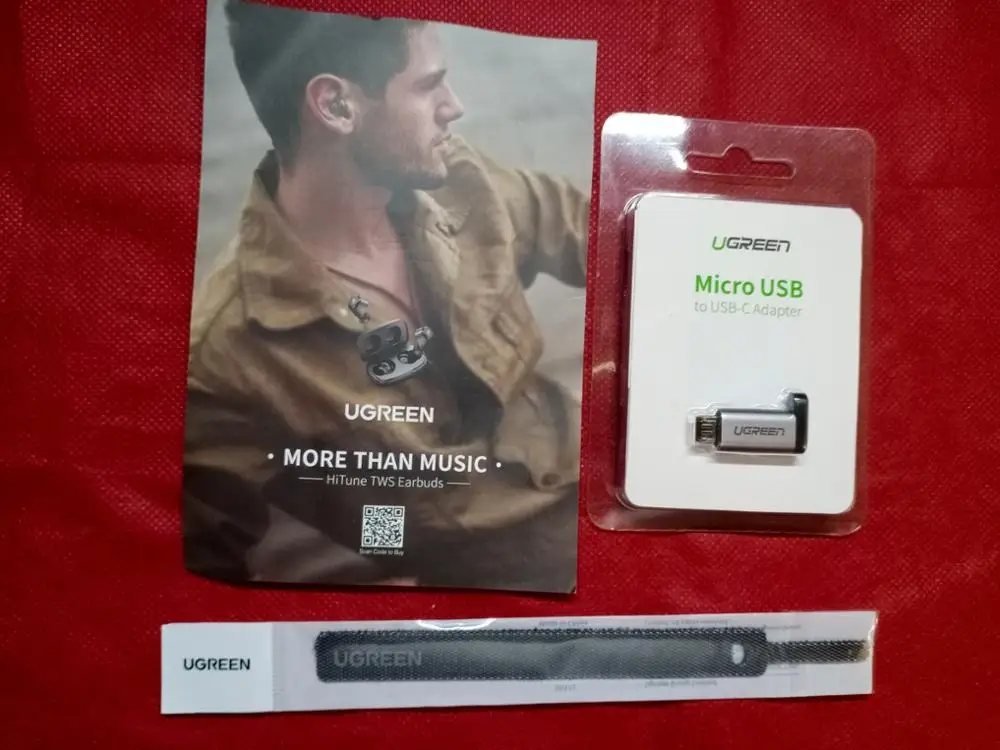 UGREEN
• MORE THAN MUSIC •
HiTune TWS Earbuds
Scan Code to Buy
UGREEN
Micro USB
to USB-C Adapter
UGREEN
UGREEN
UGREEN